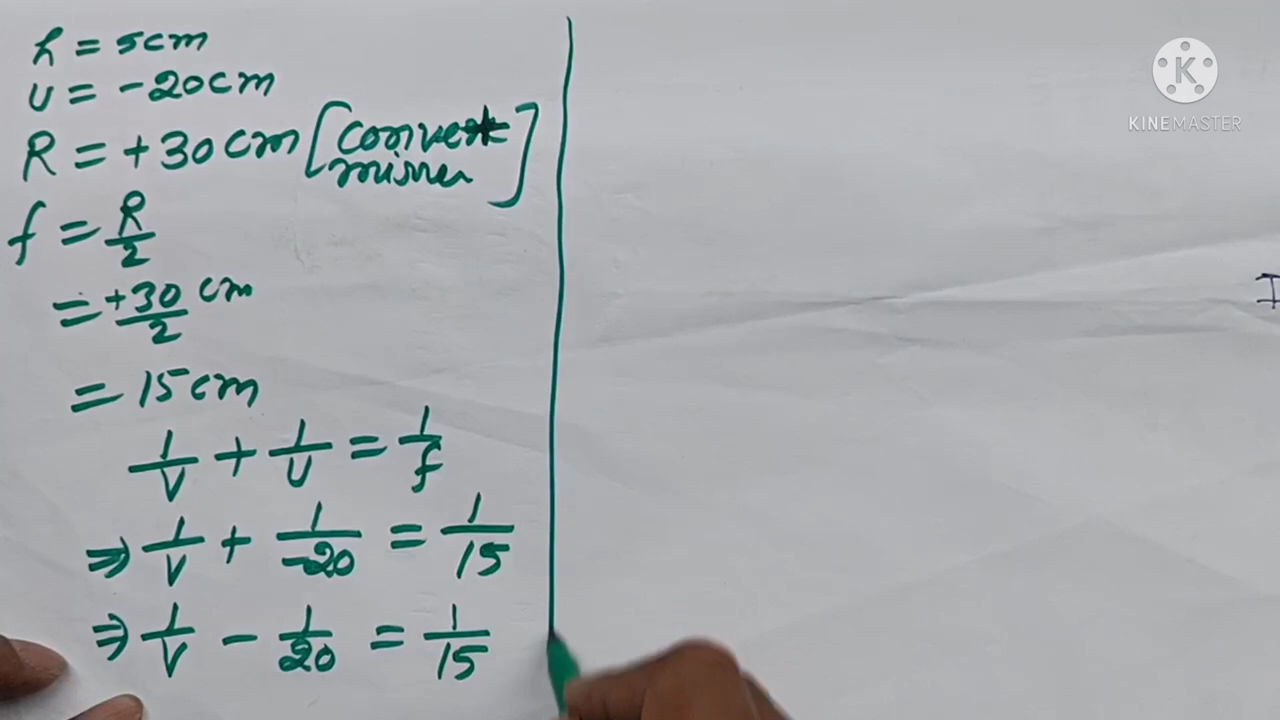 h = 5cm
u = -20cm
R = +30cm [convex mirror]
f = R/2
= +30/2 cm
= 15cm
1/v + 1/u = 1/f
⇒ 1/v + 1/-20 = 1/15
⇒ 1/v - 1/20 = 1/15
K
KINEMASTER
I